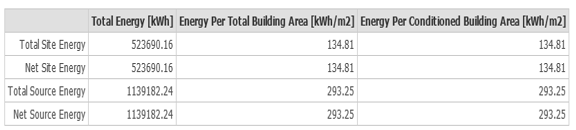 Total Energy [kWh] Energy Per Total Building Area [kWh/m2] Energy Per Conditioned Building Area [kWh/m2]
Total Site Energy 523690.16 134.81 134.81
Net Site Energy 523690.16 134.81 134.81
Total Source Energy 1139182.24 293.25 293.25
Net Source Energy 1139182.24 293.25 293.25